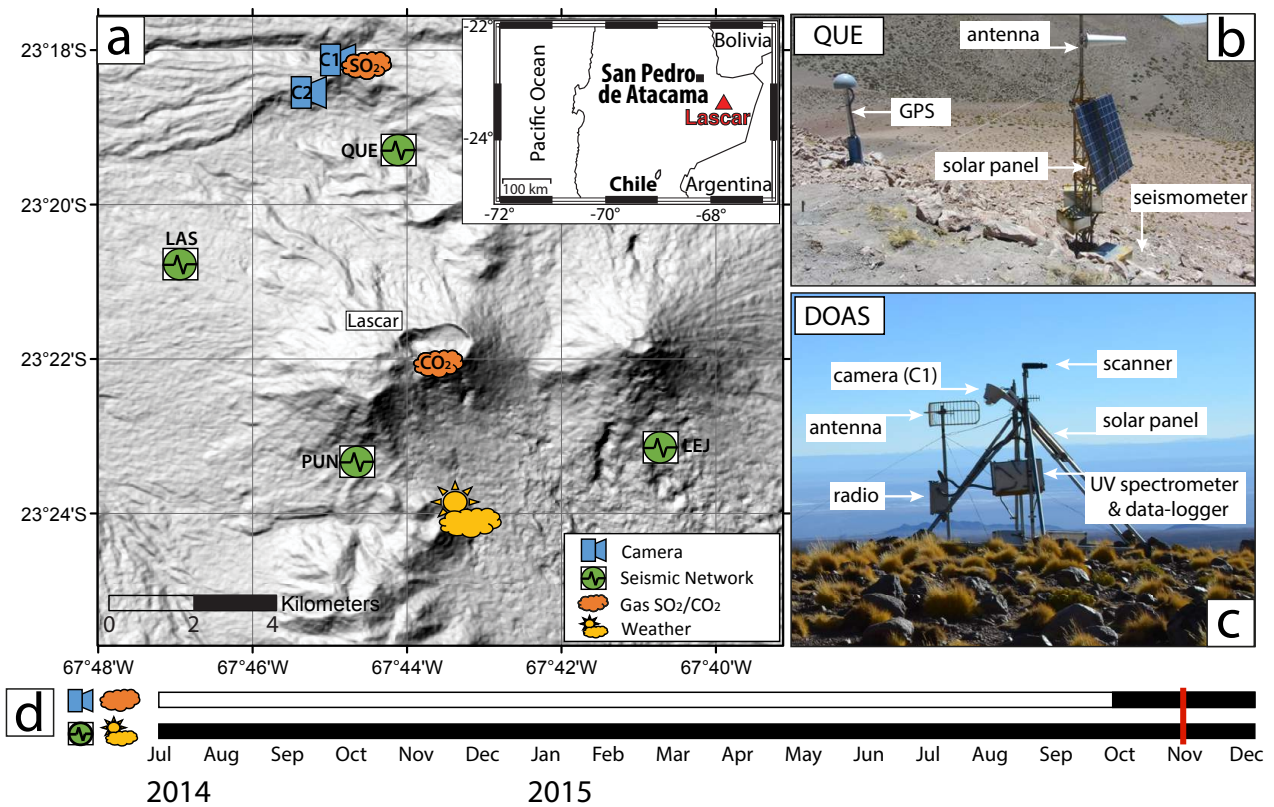 a
23°18'S
23°20'S
23°22'S
23°24'S
C1
SO₂
C2
QUE
LAS
Lascar
CO₂
PUN
LEJ
Camera
Seismic Network
Gas SO₂/CO₂
Weather
Kilometers
0 2 4
67°48'W 67°46'W 67°44'W 67°42'W 67°40'W
-22°
-24°
Bolivia
San Pedro
de Atacama
Lascar
Pacific Ocean
100 km
Chile
Argentina
-72° -70° -68°
QUE
b
antenna
GPS
solar panel
seismometer
DOAS
scanner
camera (C1)
solar panel
antenna
radio
UV spectrometer
& data-logger
c
d
Jul Aug Sep Oct Nov Dec Jan Feb Mar Apr May Jun Jul Aug Sep Oct Nov Dec
2014 2015